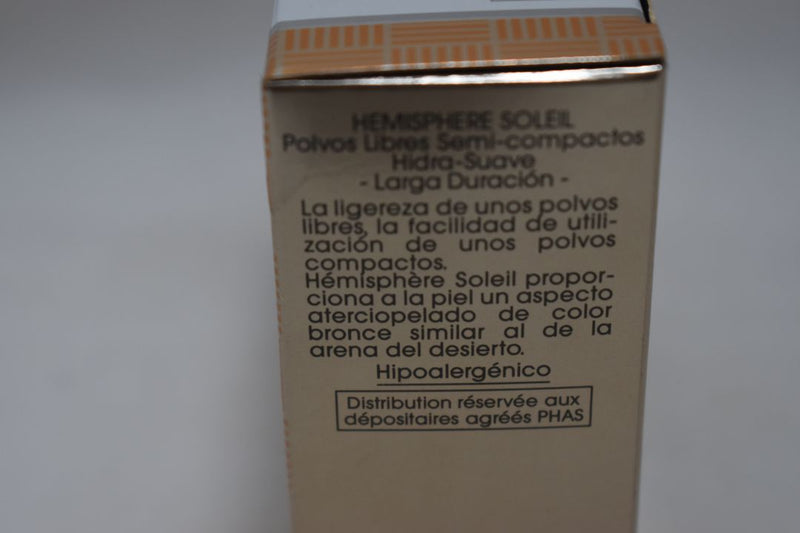 HEMISPHERE SOLEIL
Polvos Libres Semi-compactos
Hidra-Suave
- Larga Duración -
La ligereza de unos polvos
libres, la facilidad de utili-
zación de unos polvos
compactos.
Hémisphère Soleil propor-
ciona a la piel un aspecto
aterciopelado de color
bronce similar al de la
arena del desierto.
Hipoalergénico
Distribution réservée aux
dépositaires agréés PHAS